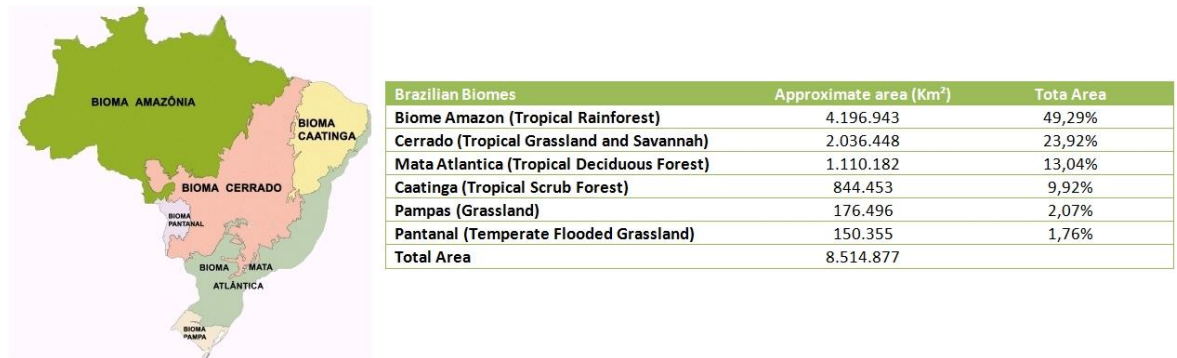 BIOMA AMAZÔNIA
BIOMA
CAATINGA
BIOMA CERRADO
BIOMA
PANTANAL
BIOMA MATA
ATLÂNTICA
BIOMA
PAMPA
Brazilian Biomes Approximate area (Km²) Tota Area
Biome Amazon (Tropical Rainforest) 4.196.943 49,29%
Cerrado (Tropical Grassland and Savannah) 2.036.448 23,92%
Mata Atlantica (Tropical Deciduous Forest) 1.110.182 13,04%
Caatinga (Tropical Scrub Forest) 844.453 9,92%
Pampas (Grassland) 176.496 2,07%
Pantanal (Temperate Flooded Grassland) 150.355 1,76%
Total Area 8.514.877